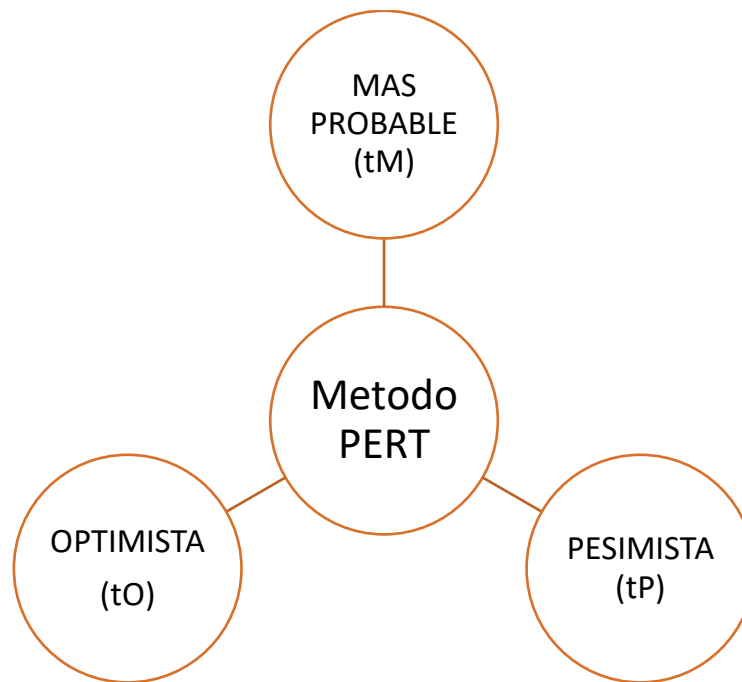 MAS
PROBABLE
(tM)
Metodo
PERT
OPTIMISTA
(tO)
PESIMISTA
(tP)